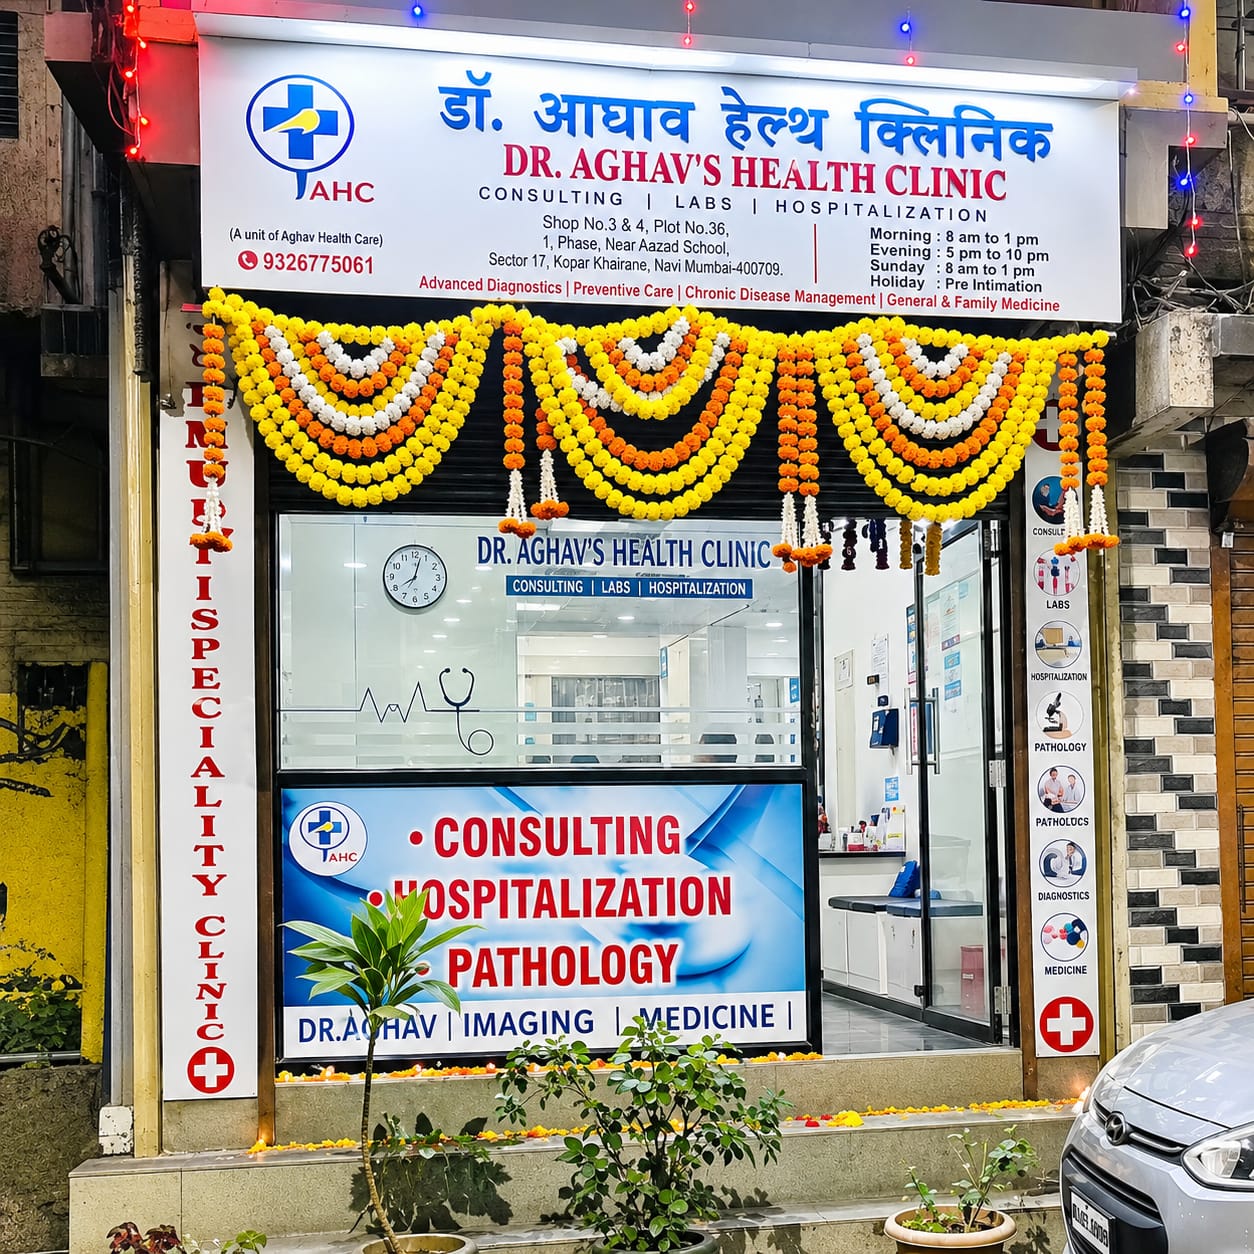 डॉ. आघाव हेल्थ क्लिनिक
DR. AGHAV'S HEALTH CLINIC
CONSULTING | LABS | HOSPITALIZATION
AHC
(A unit of Aghav Health Care)
9326775061
Shop No.3 & 4, Plot No.36,
1, Phase, Near Aazad School,
Sector 17, Kopar Khairane, Navi Mumbai-400709.
Morning : 8 am to 1 pm
Evening : 5 pm to 10 pm
Sunday : 8 am to 1 pm
Holiday : Pre Intimation
Advanced Diagnostics | Preventive Care | Chronic Disease Management | General & Family Medicine
MULTISPECIALITY CLINIC
DR. AGHAV'S HEALTH CLINIC
CONSULTING | LABS | HOSPITALIZATION
AHC
• CONSULTING
• HOSPITALIZATION
• PATHOLOGY
DR.AGHAV | IMAGING | MEDICINE |
LABS
HOSPITALIZATION
PATHOLOGY
PATHOLOCS
DIAGNOSTICS
MEDICINE